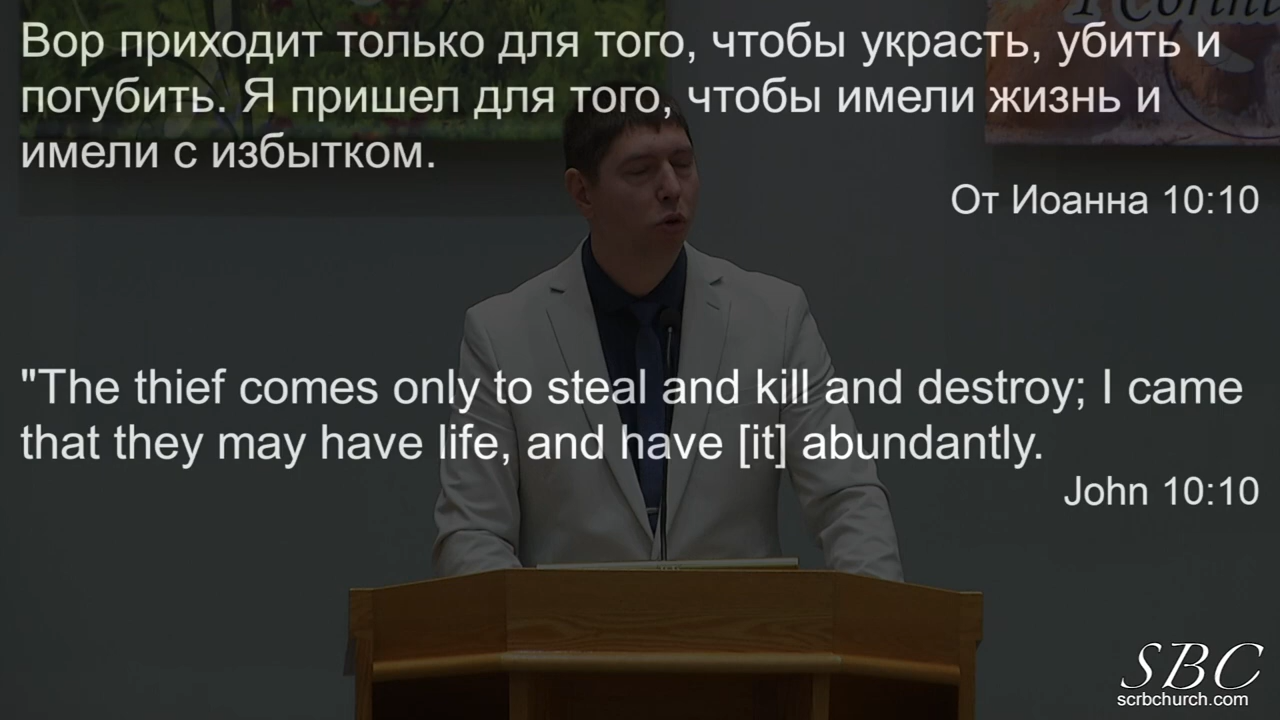 1 Corint
Вор приходит только для того, чтобы украсть, убить и
погубить. Я пришел для того, чтобы имели жизнь и
имели с избытком.
От Иоанна 10:10
"The thief comes only to steal and kill and destroy; I came
that they may have life, and have [it] abundantly.
John 10:10
SBC
scrbchurch.com